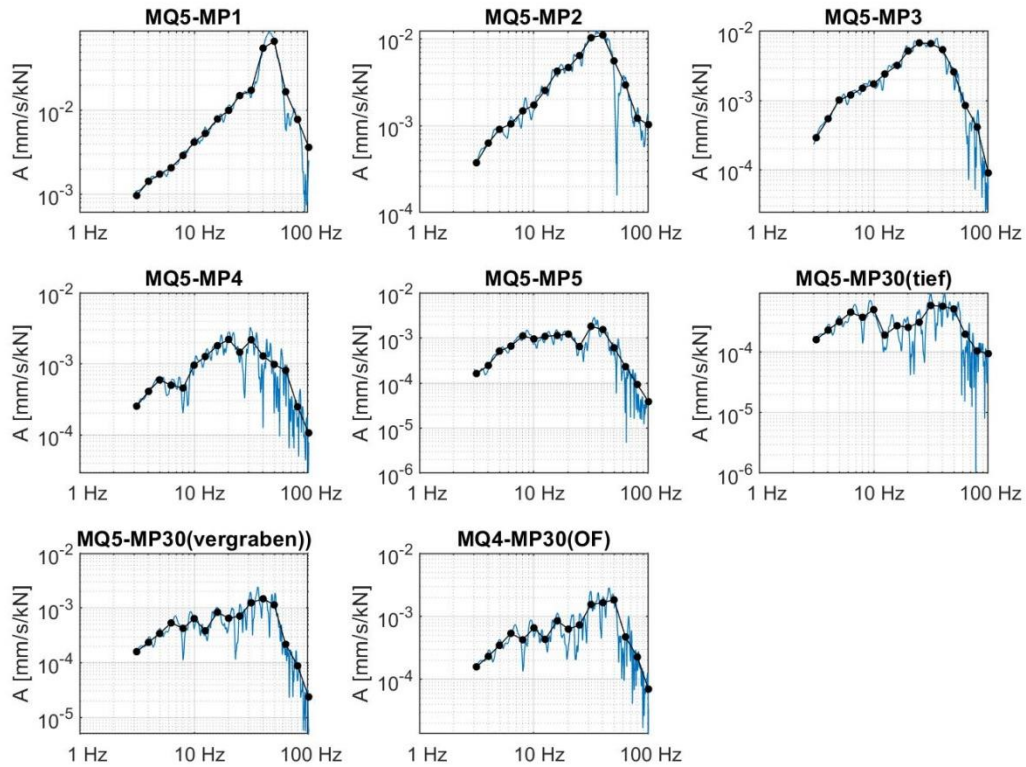 MQ5-MP1
A [mm/s/kN]
10-2
10-3
1 Hz 10 Hz 100 Hz
MQ5-MP2
A [mm/s/kN]
10-2
10-3
10-4
1 Hz 10 Hz 100 Hz
MQ5-MP3
A [mm/s/kN]
10-2
10-3
10-4
1 Hz 10 Hz 100 Hz
MQ5-MP4
A [mm/s/kN]
10-2
10-3
10-4
1 Hz 10 Hz 100 Hz
MQ5-MP5
A [mm/s/kN]
10-2
10-3
10-4
10-5
10-6
1 Hz 10 Hz 100 Hz
MQ5-MP30(tief)
A [mm/s/kN]
10-4
10-5
10-6
1 Hz 10 Hz 100 Hz
MQ5-MP30(vergraben))
A [mm/s/kN]
10-2
10-3
10-4
10-5
1 Hz 10 Hz 100 Hz
MQ4-MP30(OF)
A [mm/s/kN]
10-2
10-3
10-4
1 Hz 10 Hz 100 Hz